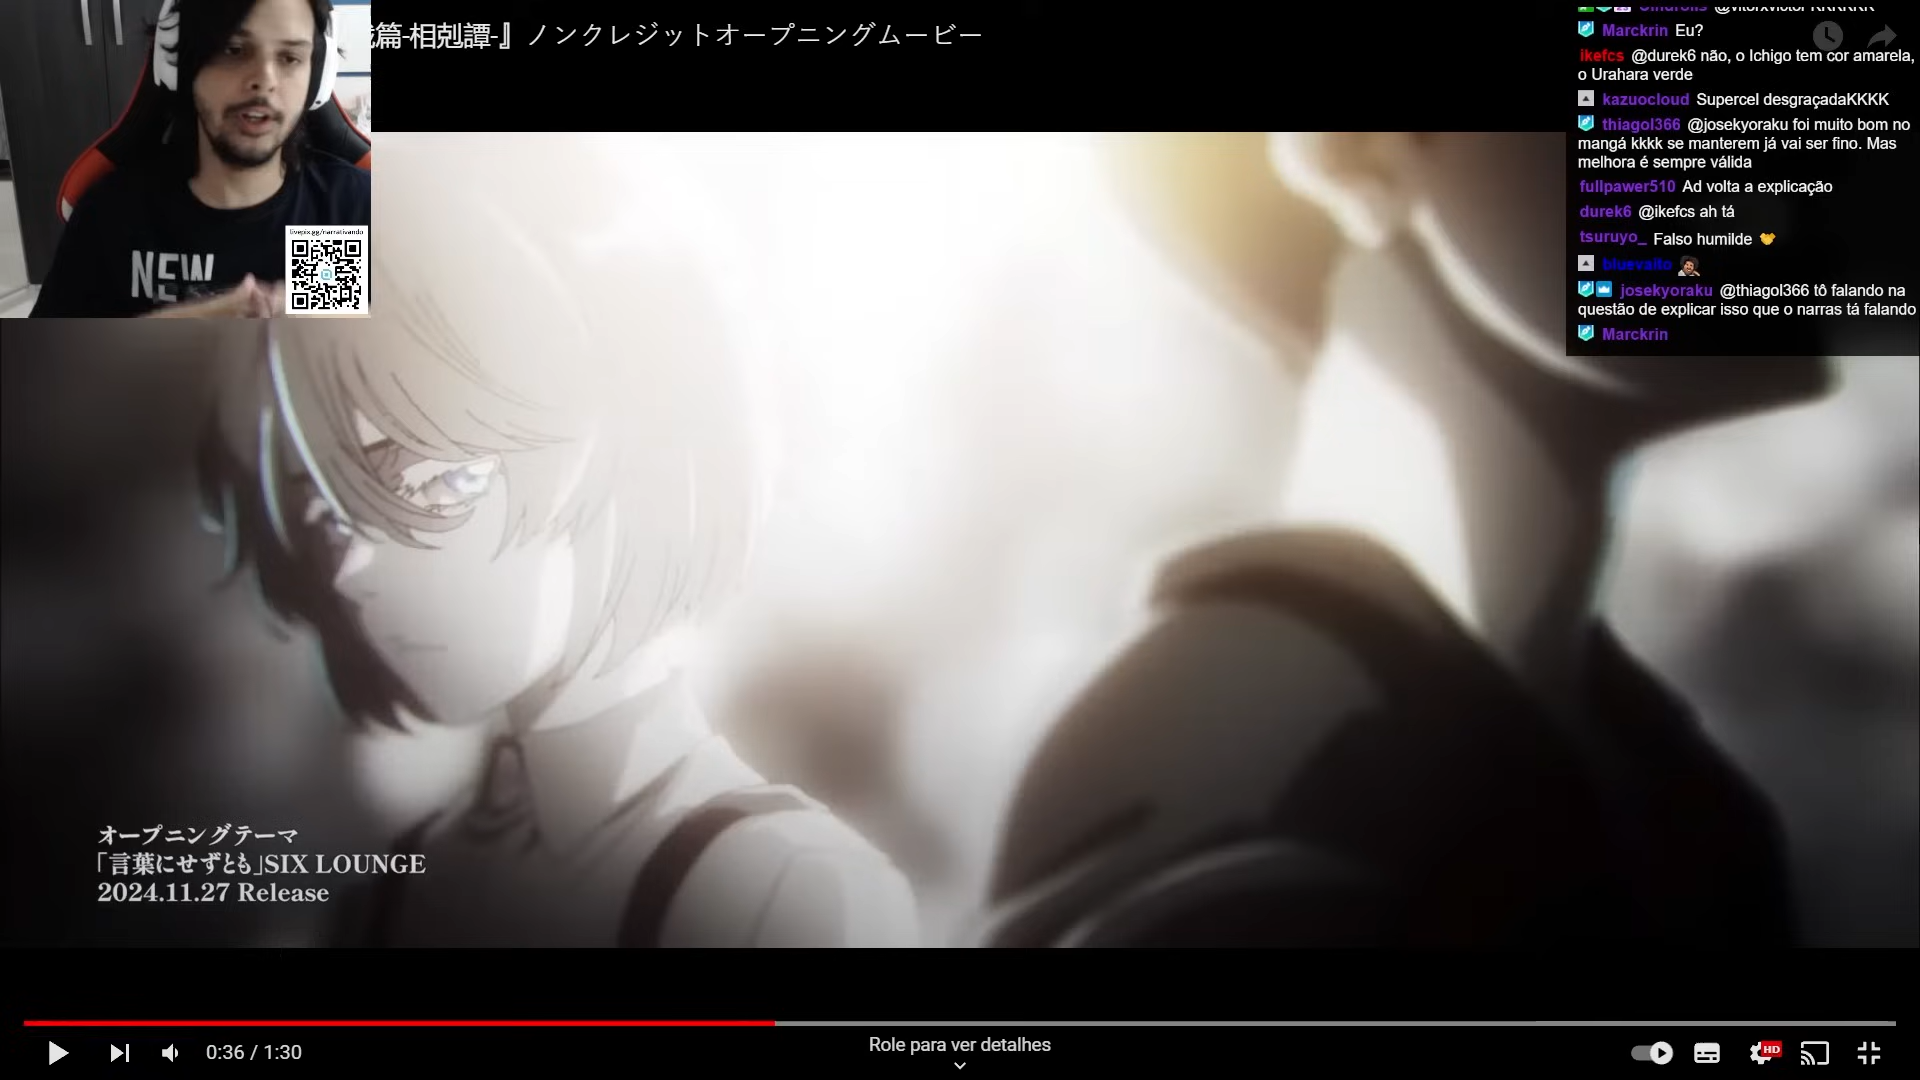 篇-相剋譚-』ノンクレジットオープニングムービー
NEW
livepix.gg/narrativando
Marckrin Eu?
ikefcs @durek6 não, o Ichigo tem cor amarela,
o Urahara verde
kazuocloud Supercel desgraçadaKKKK
thiagol366 @josekyoraku foi muito bom no
mangá kkkk se manterem já vai ser fino. Mas
melhora é sempre válida
fullpawer510 Ad volta a explicação
durek6 @ikefcs ah tá
tsuruyo_ Falso humilde
bluevaito
josekyoraku @thiagol366 tô falando na
questão de explicar isso que o narras tá falando
Marckrin
オープニングテーマ
「言葉にせずとも」SIX LOUNGE
2024.11.27 Release
0:36 / 1:30
Role para ver detalhes
HD